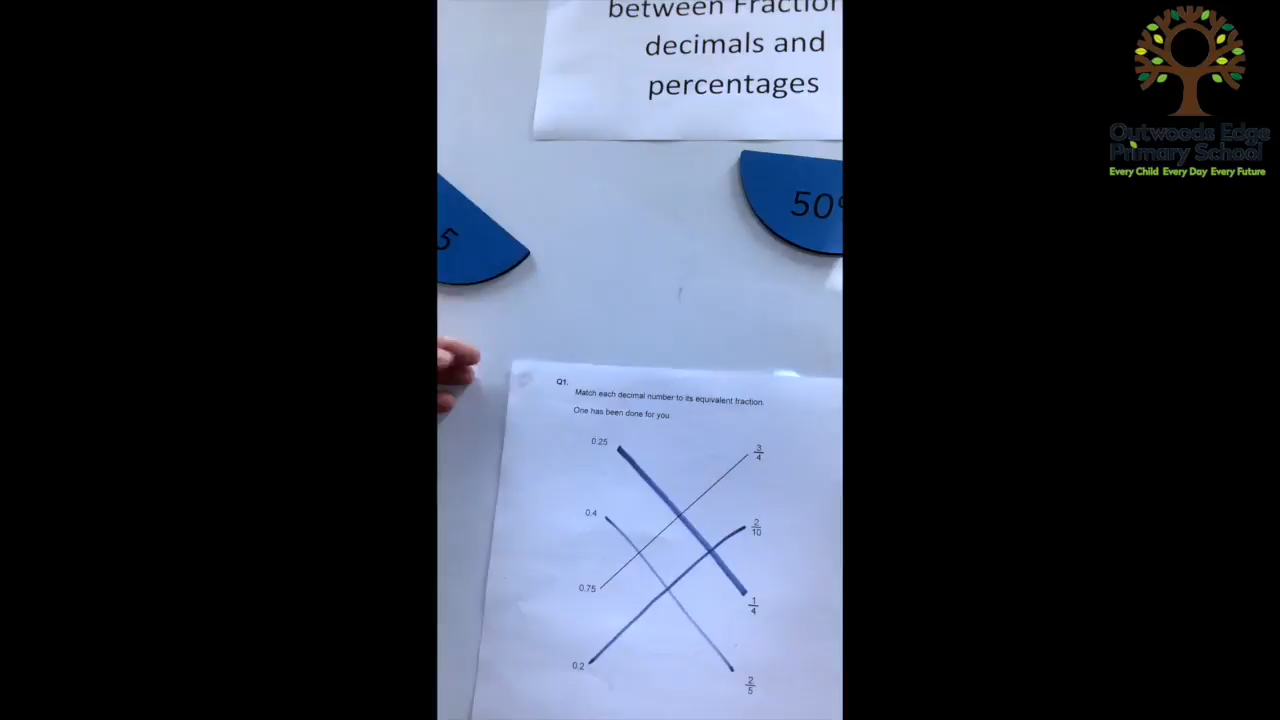 between Fraction
decimals and
percentages
Outwoods Edge
Primary School
Every Child Every Day Every Future
5
50%
Q1.
Match each decimal number to its equivalent fraction.
One has been done for you
0.25
3/4
0.4
2/10
0.75
1/4
0.2
2/5